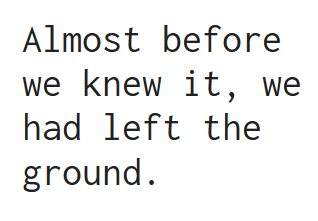 Almost before
we knew it, we
had left the
ground.